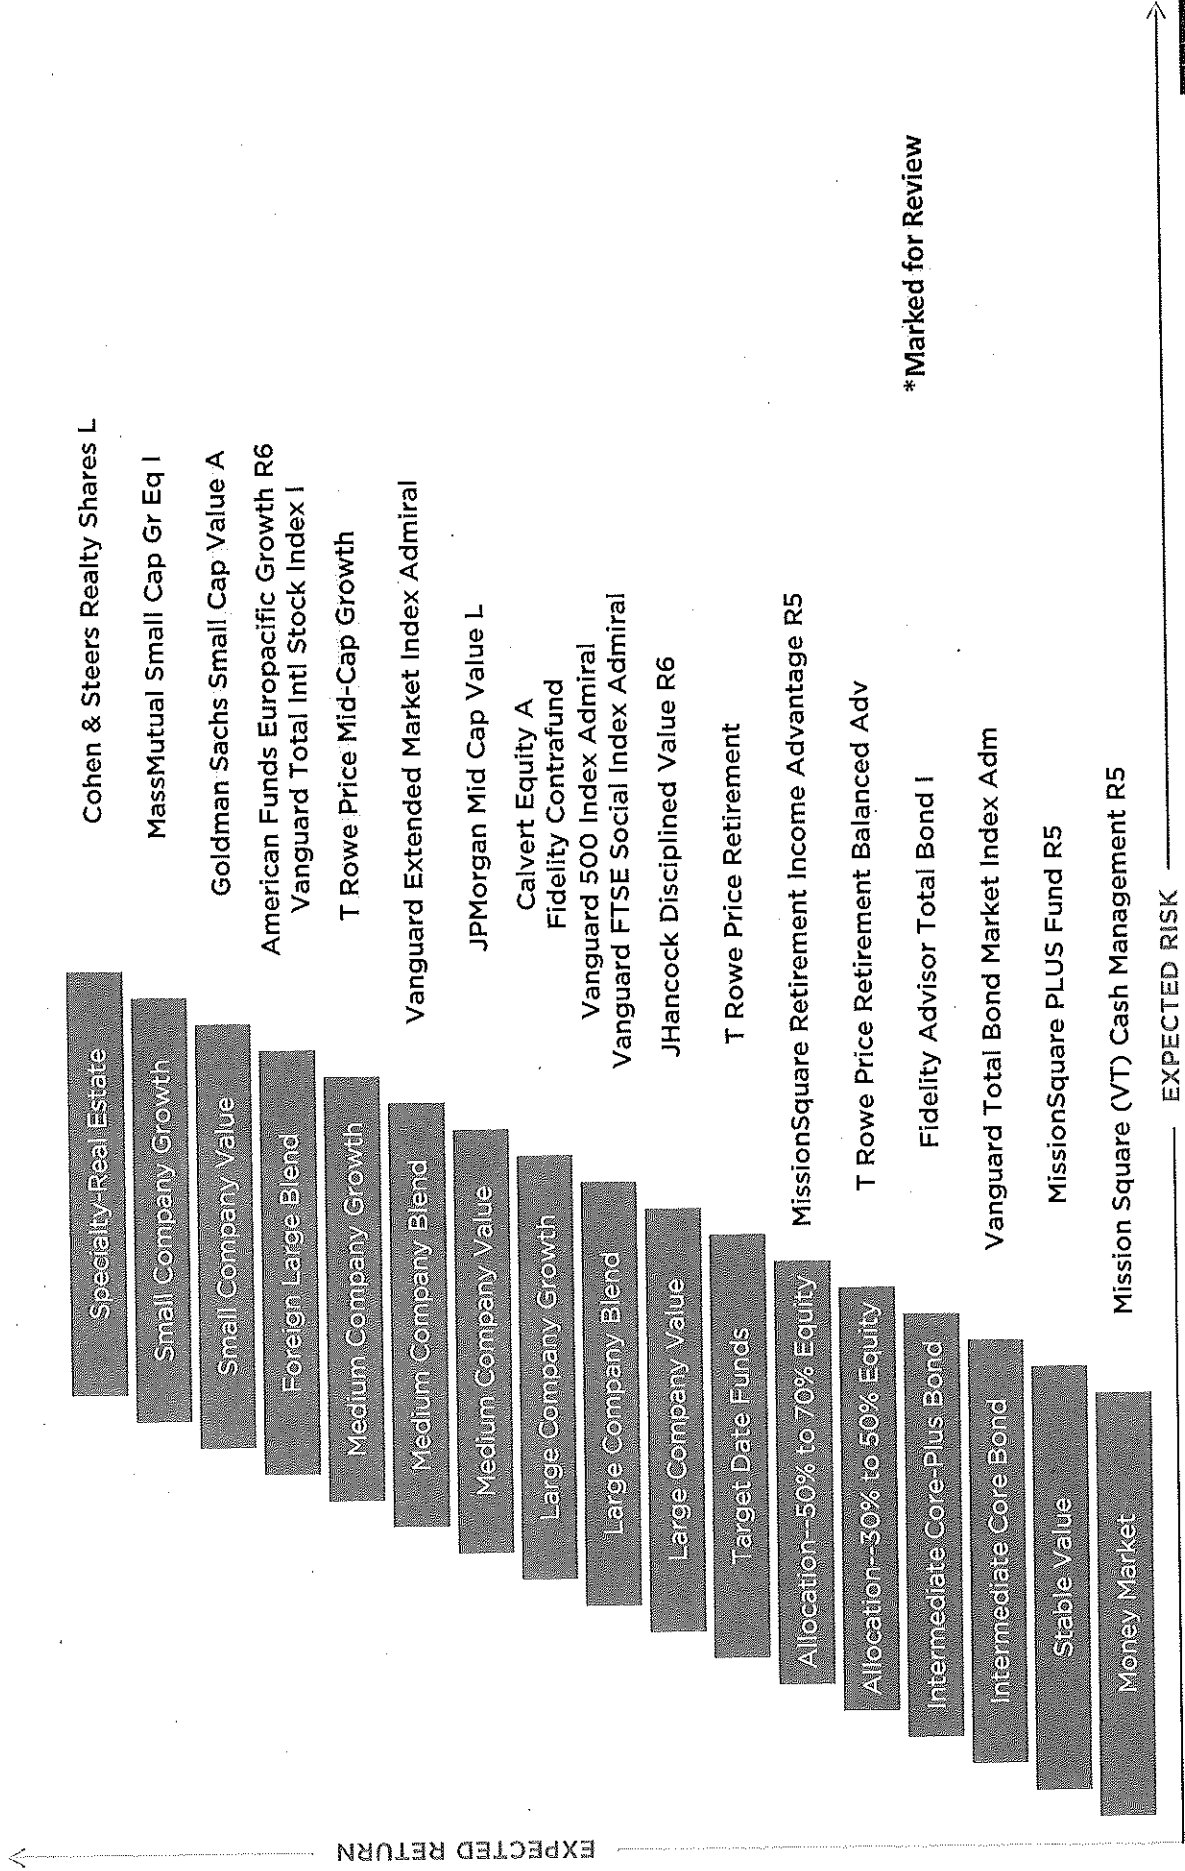 EXPECTED RETURN
Specialty-Real Estate
Cohen & Steers Realty Shares L
Small Company Growth
MassMutual Small Cap Gr Eq I
Small Company Value
Goldman Sachs Small Cap Value A
Foreign Large Blend
American Funds Europacific Growth R6
Vanguard Total Intl Stock Index I
Medium Company Growth
T Rowe Price Mid-Cap Growth
Medium Company Blend
Vanguard Extended Market Index Admiral
Medium Company Value
JPMorgan Mid Cap Value L
Large Company Growth
Calvert Equity A
Fidelity Contrafund
Large Company Blend
Vanguard 500 Index Admiral
Vanguard FTSE Social Index Admiral
Large Company Value
JHancock Disciplined Value R6
Target Date Funds
T Rowe Price Retirement
Allocation--50% to 70% Equity
MissionSquare Retirement Income Advantage R5
Allocation--30% to 50% Equity
T Rowe Price Retirement Balanced Adv
Intermediate Core-Plus Bond
Fidelity Advisor Total Bond I
*Marked for Review
Intermediate Core Bond
Vanguard Total Bond Market Index Adm
Stable Value
MissionSquare PLUS Fund R5
Money Market
Mission Square (VT) Cash Management R5
EXPECTED RISK